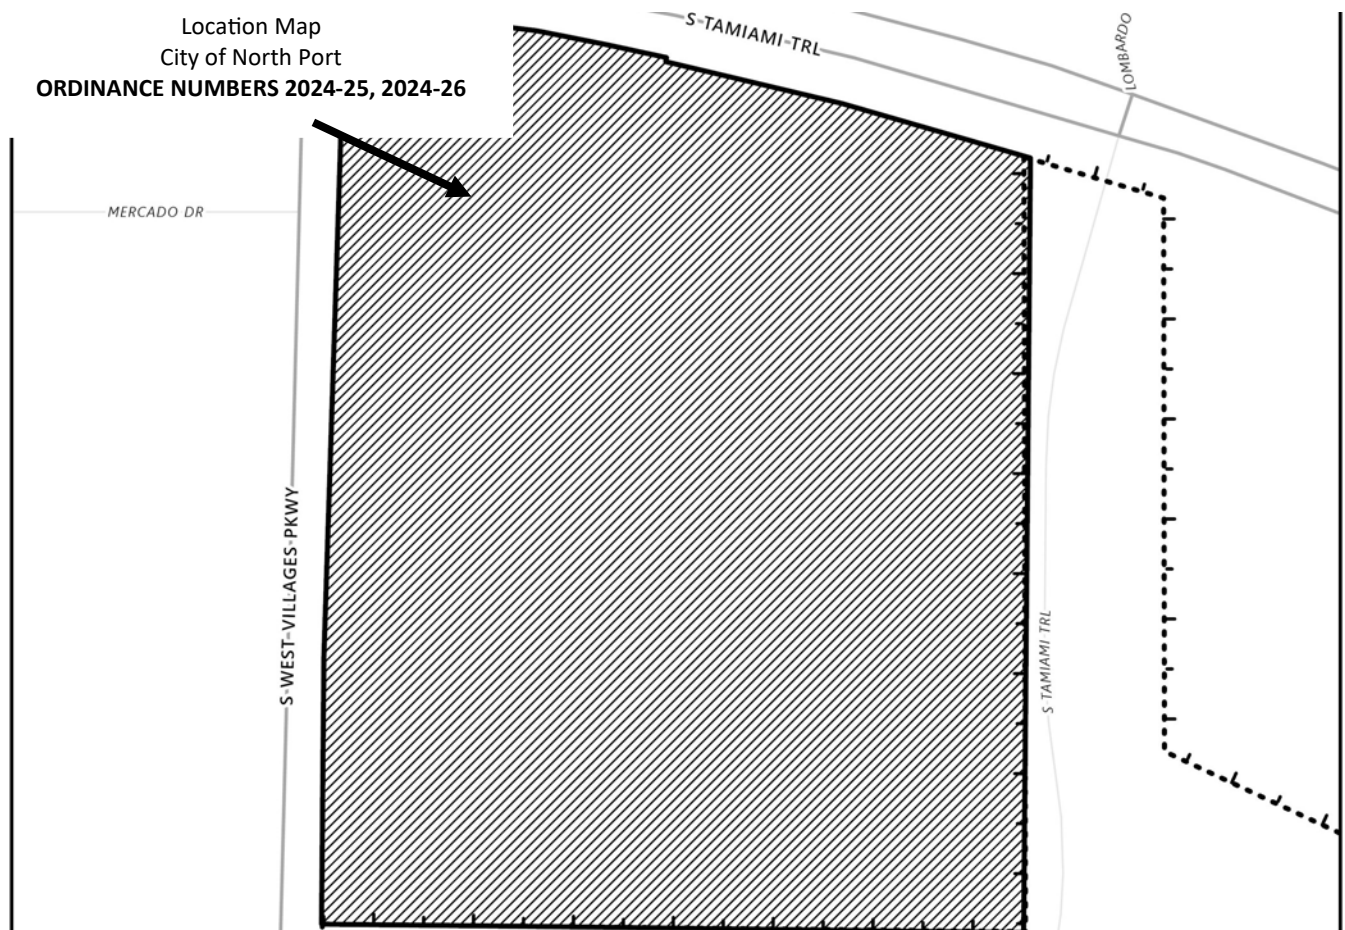 Location Map
City of North Port
ORDINANCE NUMBERS 2024-25, 2024-26
S TAMIAMI TRL
LOMBARDO
MERCADO DR
S WEST VILLAGES PKWY
S TAMIAMI TRL